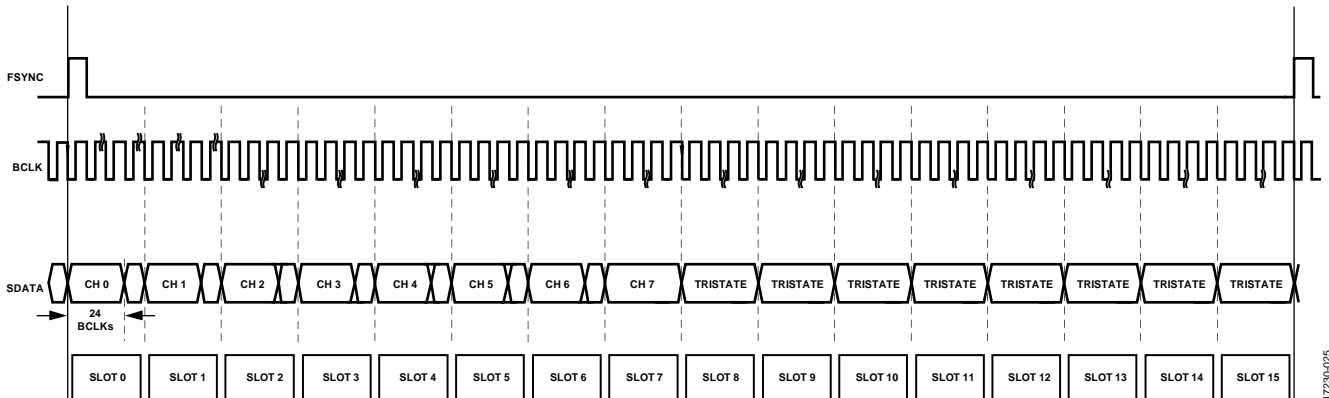 FSYNC
BCLK
SDATA
CH 0
CH 1
CH 2
CH 3
CH 4
CH 5
CH 6
CH 7
TRISTATE
TRISTATE
TRISTATE
TRISTATE
TRISTATE
TRISTATE
TRISTATE
TRISTATE
24
BCLKs
SLOT 0
SLOT 1
SLOT 2
SLOT 3
SLOT 4
SLOT 5
SLOT 6
SLOT 7
SLOT 8
SLOT 9
SLOT 10
SLOT 11
SLOT 12
SLOT 13
SLOT 14
SLOT 15
17230-025